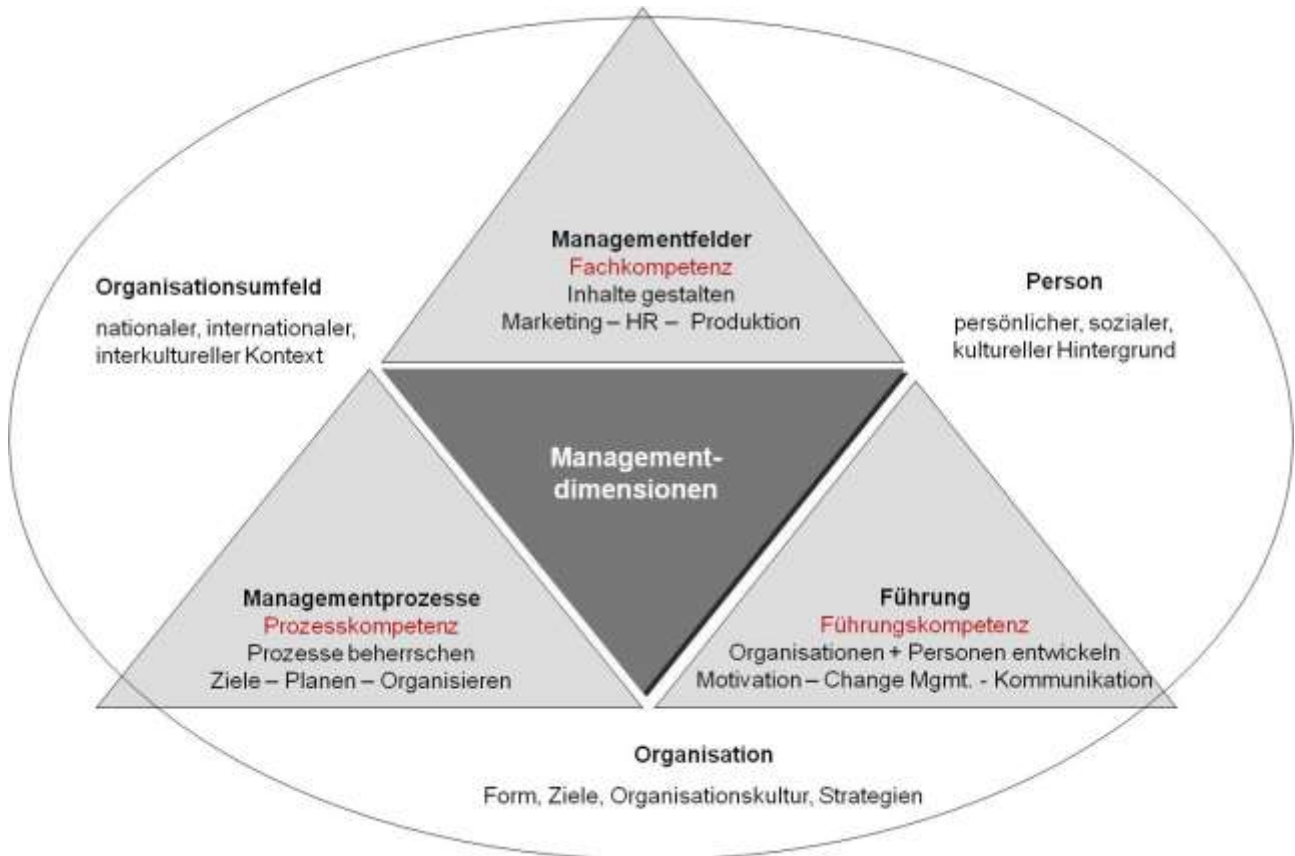 Managementfelder
Fachkompetenz
Inhalte gestalten
Marketing – HR – Produktion
Organisationsumfeld
nationaler, internationaler,
interkultureller Kontext
Person
persönlicher, sozialer,
kultureller Hintergrund
Management-
dimensionen
Managementprozesse
Prozesskompetenz
Prozesse beherrschen
Ziele – Planen – Organisieren
Führung
Führungskompetenz
Organisationen + Personen entwickeln
Motivation – Change Mgmt. - Kommunikation
Organisation
Form, Ziele, Organisationskultur, Strategien